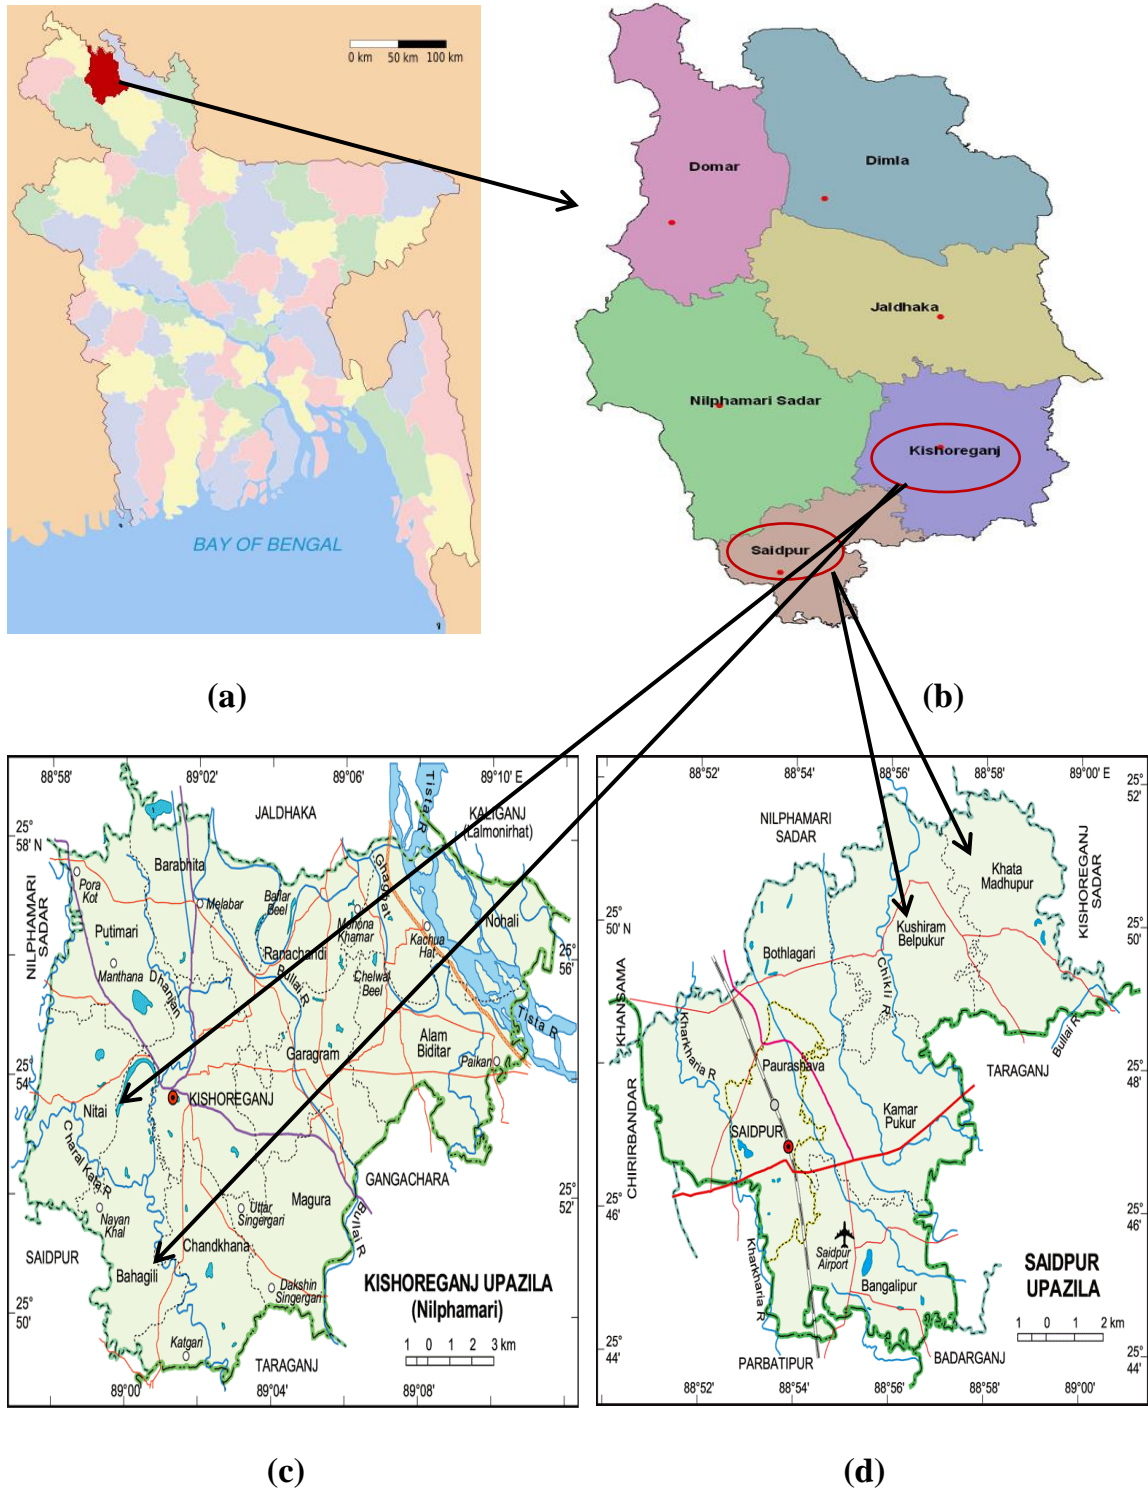 0 km 50 km 100 km
BAY OF BENGAL
(a)
Domar
Dimla
Jaldhaka
Nilphamari Sadar
Kishoreganj
Saidpur
(b)
88°58' 89°02' 89°06' 89°10' E
JALDHAKA
Tista R
KALIGANJ
(Lalmonirhat)
25°
58' N
Barabhita
Ghaghat
Pora
Kot
Melabar
Baflar
Beel
Monona
Khamar
Nohali
NILPHAMARI
SADAR
Putimari
Kachua
Hat
Ranachandi
25°
56'
Manthana
Dhanjan
Bullai R
Chelwal
Beel
Tista R
Alam
Biditar
Garagram
Paikan
25°
54'
Nitai
KISHOREGANJ
Charal Kata R
GANGACHARA
Magura
25°
52'
Nayan
Khal
Uttar
Singergari
Bullai R
SAIDPUR
Chandkhana
Bahagili
Dakshin
Singergari
KISHOREGANJ UPAZILA
(Nilphamari)
25°
50'
1 0 1 2 3 km
Katgari
TARAGANJ
89°00' 89°04' 89°08'
(c)
88°52' 88°54' 88°56' 88°58' 89°00' E
25°
52'
NILPHAMARI
SADAR
Khata
Madhupur
KISHOREGANJ
SADAR
25°
50' N
Kushiram
Belpukur
25°
50'
Bothlagari
Chikli R
KHANSAMA
Kharkharia R
Bullai R
Paurashava
TARAGANJ
25°
48'
CHIRIRBANDAR
Kamar
Pukur
SAIDPUR
25°
46'
25°
46'
Kharkharia R
Saidpur
Airport
Bangalipur
SAIDPUR
UPAZILA
1 0 1 2 km
25°
44'
PARBATIPUR
BADARGANJ
25°
44'
88°52' 88°54' 88°56' 88°58' 89°00'
(d)